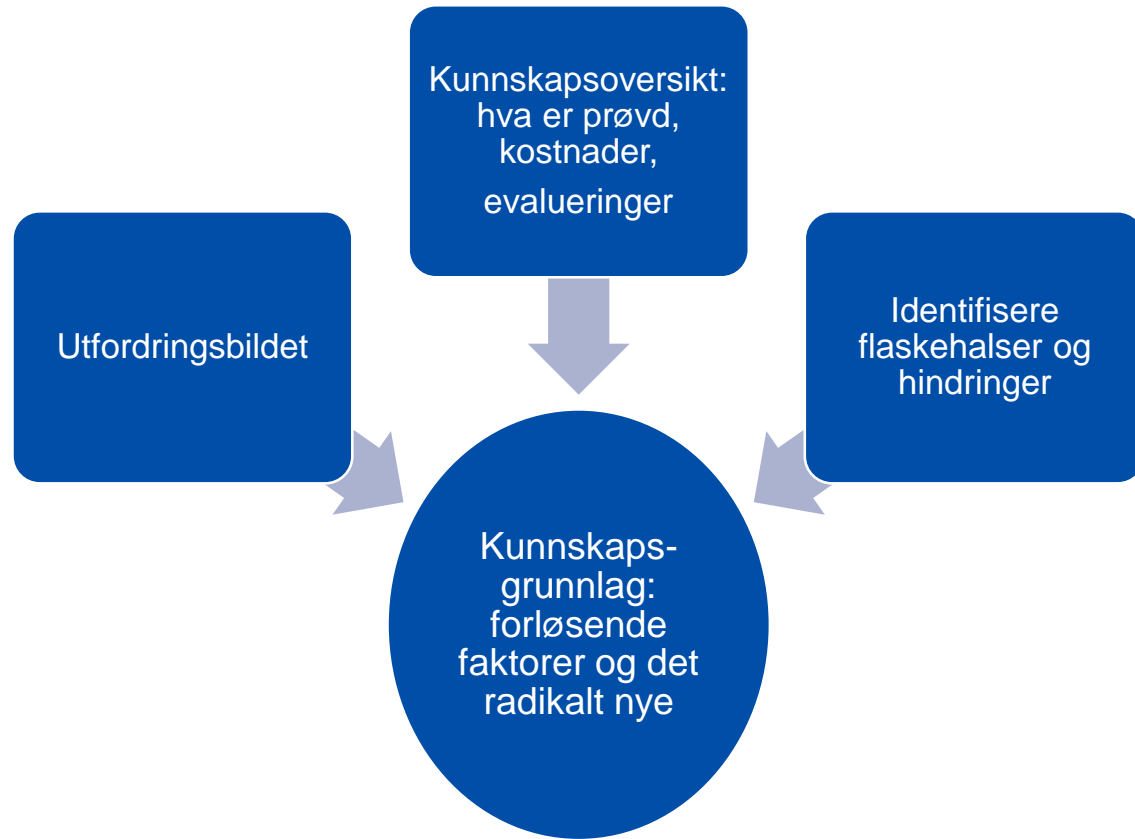 Kunnskapsoversikt:
hva er prøvd,
kostnader,
evalueringer
Utfordringsbildet
Identifisere
flaskehalser og
hindringer
Kunnskaps-
grunnlag:
forløsende
faktorer og det
radikalt nye